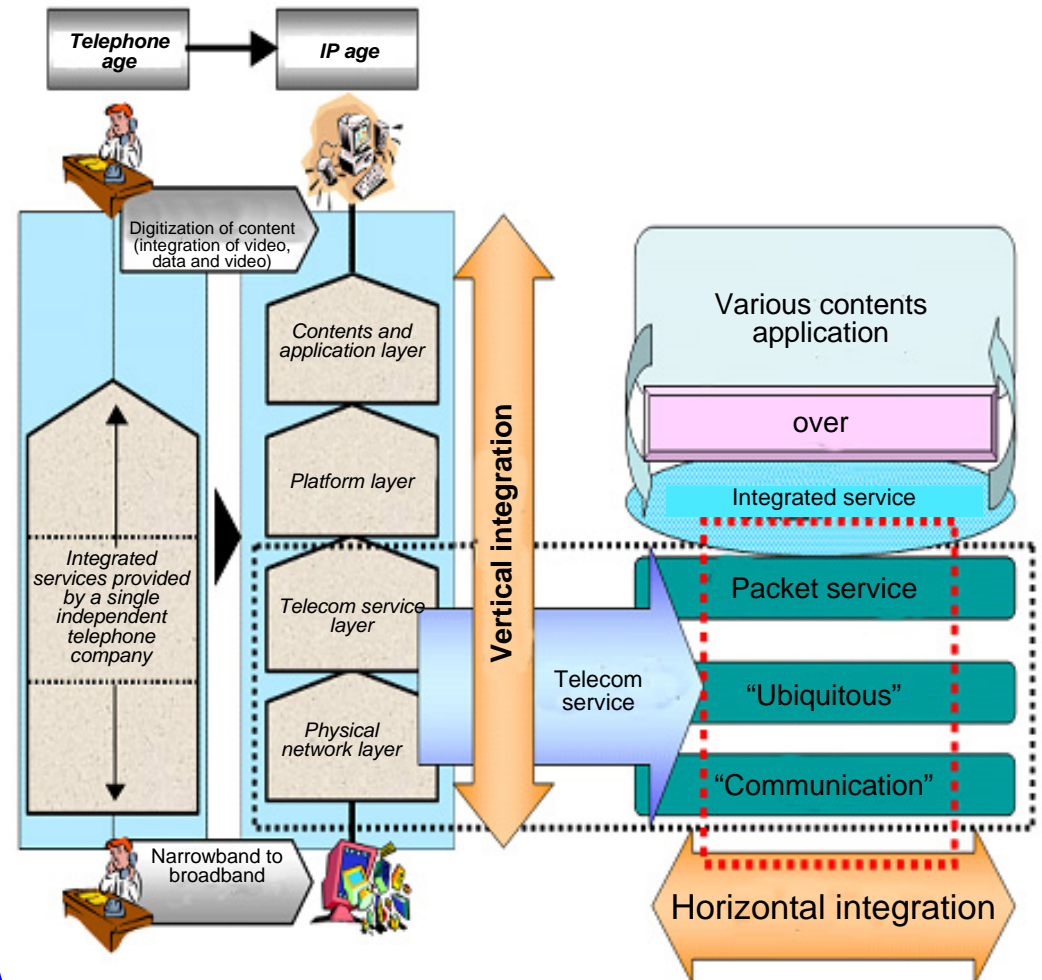 Telephone
age
IP age
Digitization of content
(integration of video,
data and video)
Contents and
application layer
Platform layer
Integrated
services provided
by a single
independent
telephone
company
Telecom service
layer
Physical
network layer
Narrowband to
broadband
Vertical integration
Telecom
service
Various contents
application
over
Integrated service
Packet service
“Ubiquitous”
“Communication”
Horizontal integration